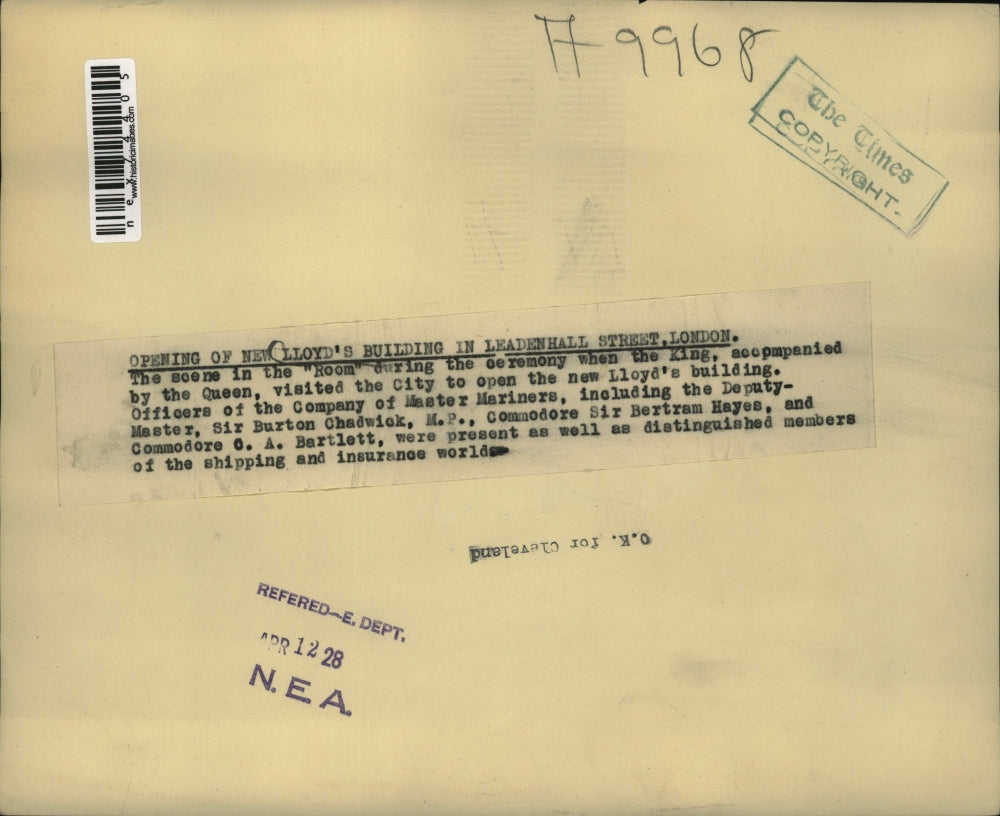 H 9968
The Times
COPYRIGHT.
www.historicimages.com
OPENING OF NEW LLOYD'S BUILDING IN LEADENHALL STREET, LONDON.
The scene in the "Room" during the ceremony when the King, accompanied
by the Queen, visited the City to open the new Lloyd's building.
Officers of the Company of Master Mariners, including the Deputy-
Master, Sir Burton Chadwick, M.P., Commodore Sir Bertram Hayes, and
Commodore C. A. Bartlett, were present as well as distinguished members
of the shipping and insurance world
O.K. for Cleveland
REFERED-E. DEPT.
APR 12 28
N. E. A.